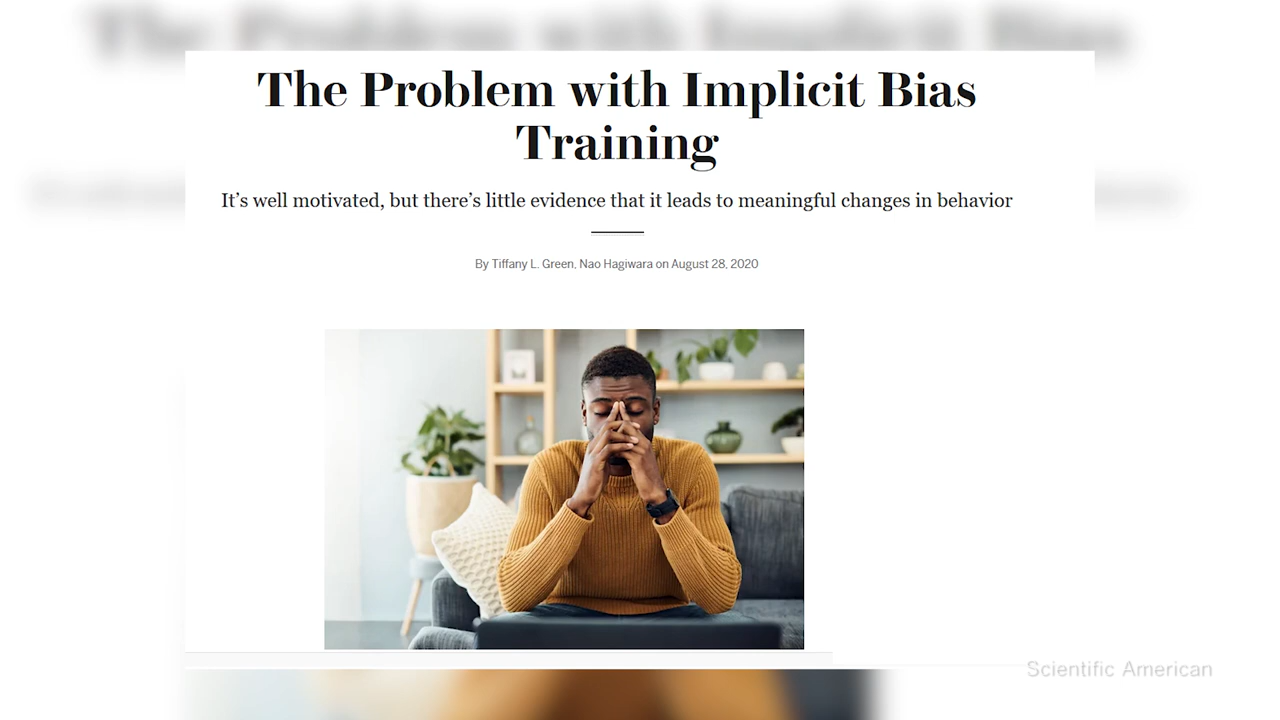 The Problem with Implicit Bias
Training
It's well motivated, but there's little evidence that it leads to meaningful changes in behavior
By Tiffany L. Green, Nao Hagiwara on August 28, 2020
Scientific American